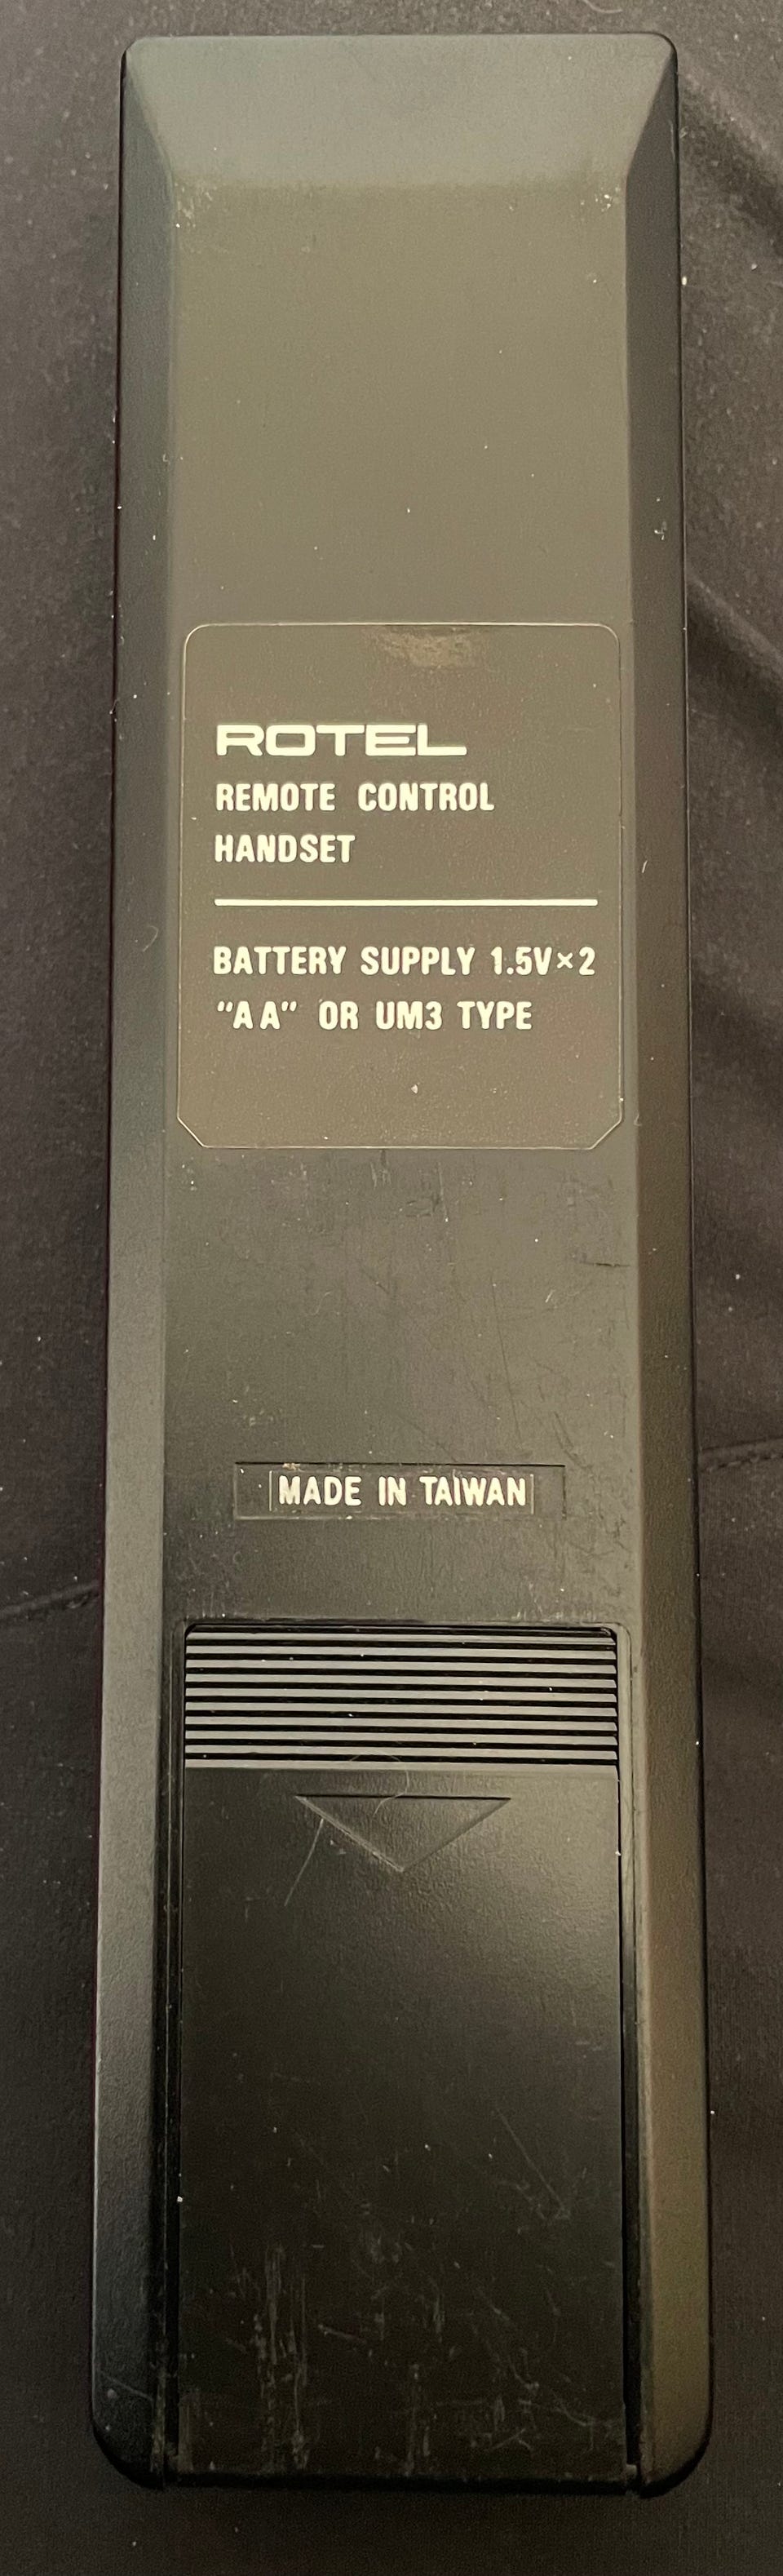 ROTEL
REMOTE CONTROL
HANDSET
BATTERY SUPPLY 1.5V×2
"AA" OR UM3 TYPE
MADE IN TAIWAN